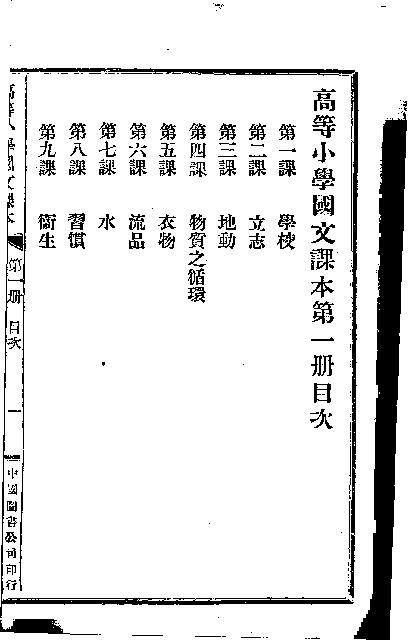 高等小學國文課本第一册目次
第一課 學校
第二課 立志
第三課 地動
第四課 物質之循環
第五課 衣物
第六課 流品
第七課 水
第八課 習慣
第九課 衞生
高等小學國文課本 第一册 目次 一 中國圖書公司印行